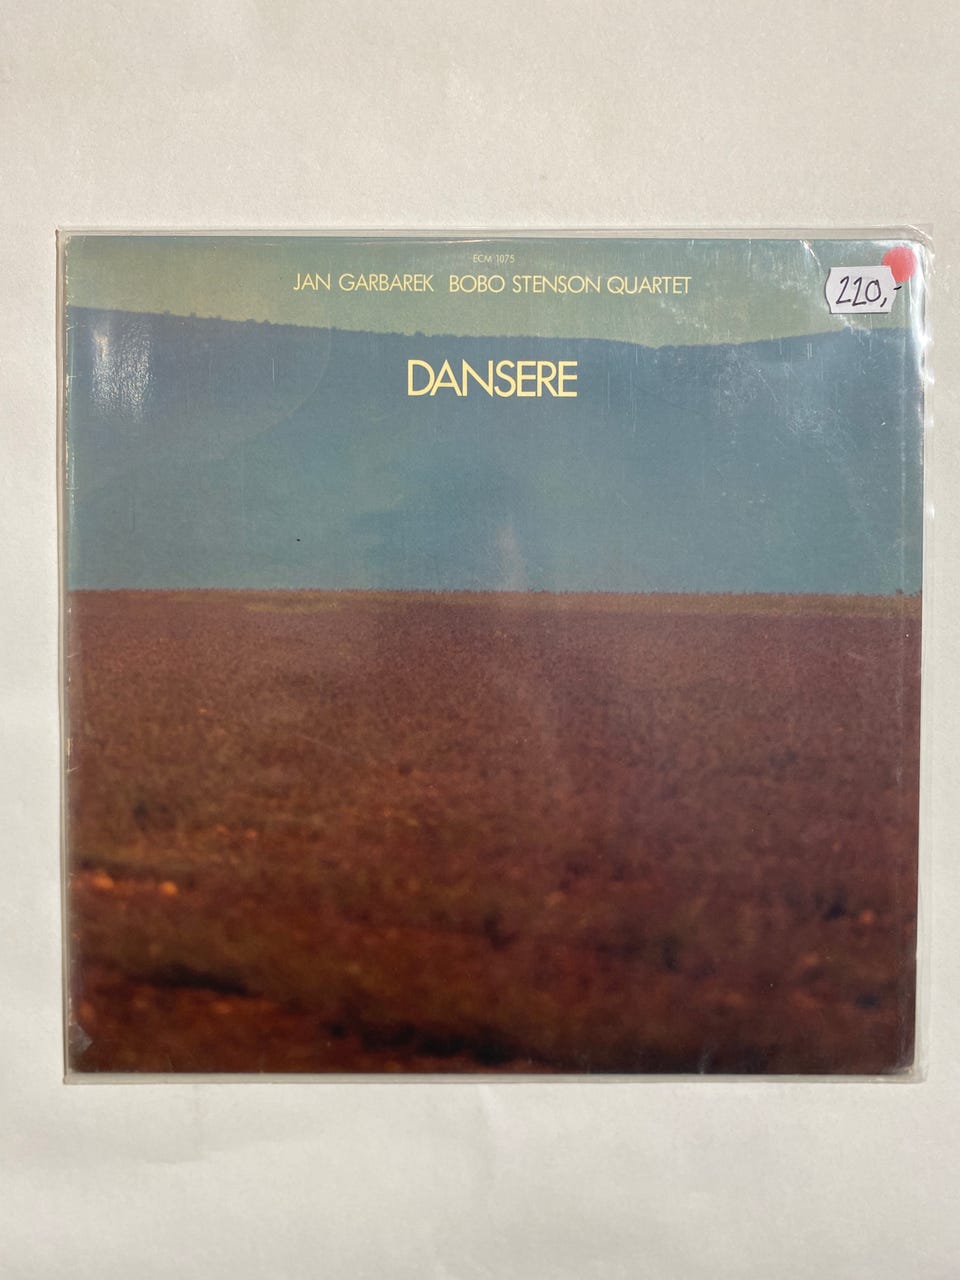 ECM 1075
JAN GARBAREK BOBO STENSON QUARTET
220,-
DANSERE